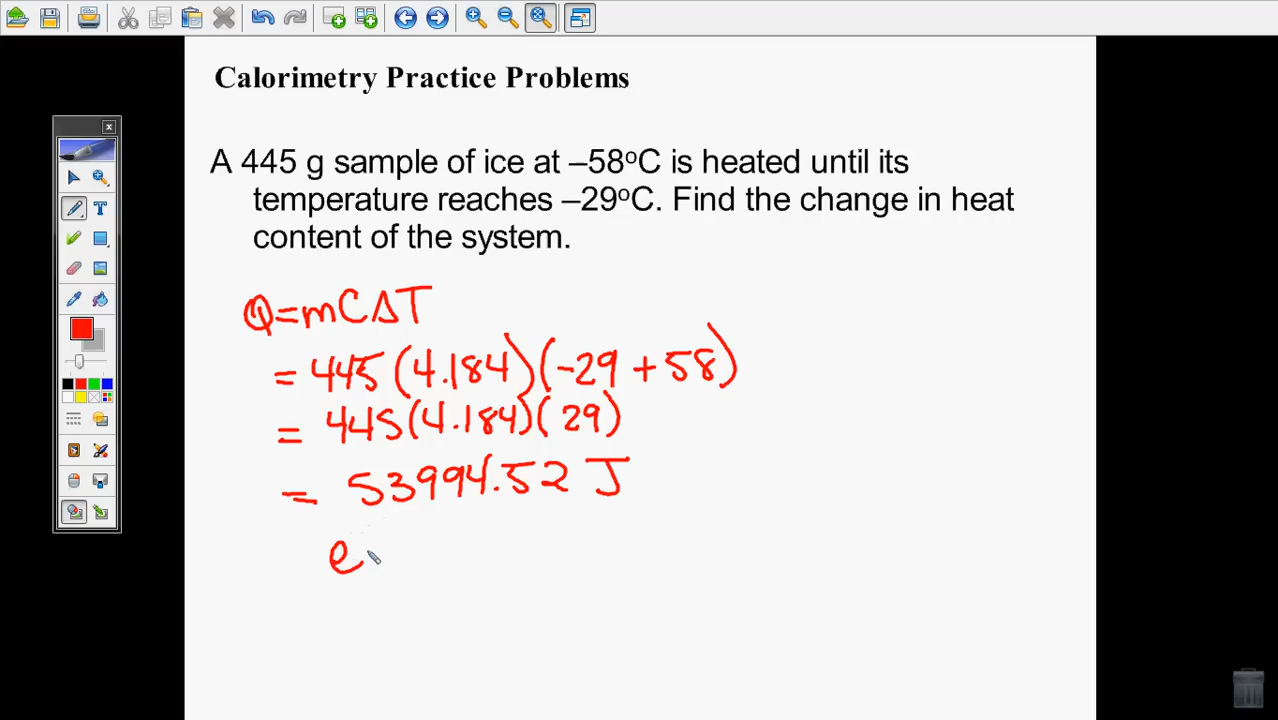 Calorimetry Practice Problems
A 445 g sample of ice at –58°C is heated until its
temperature reaches –29°C. Find the change in heat
content of the system.
Q=mCΔT
= 445(4.184)(-29 + 58)
= 445(4.184)(29)
= 53994.52 J
e